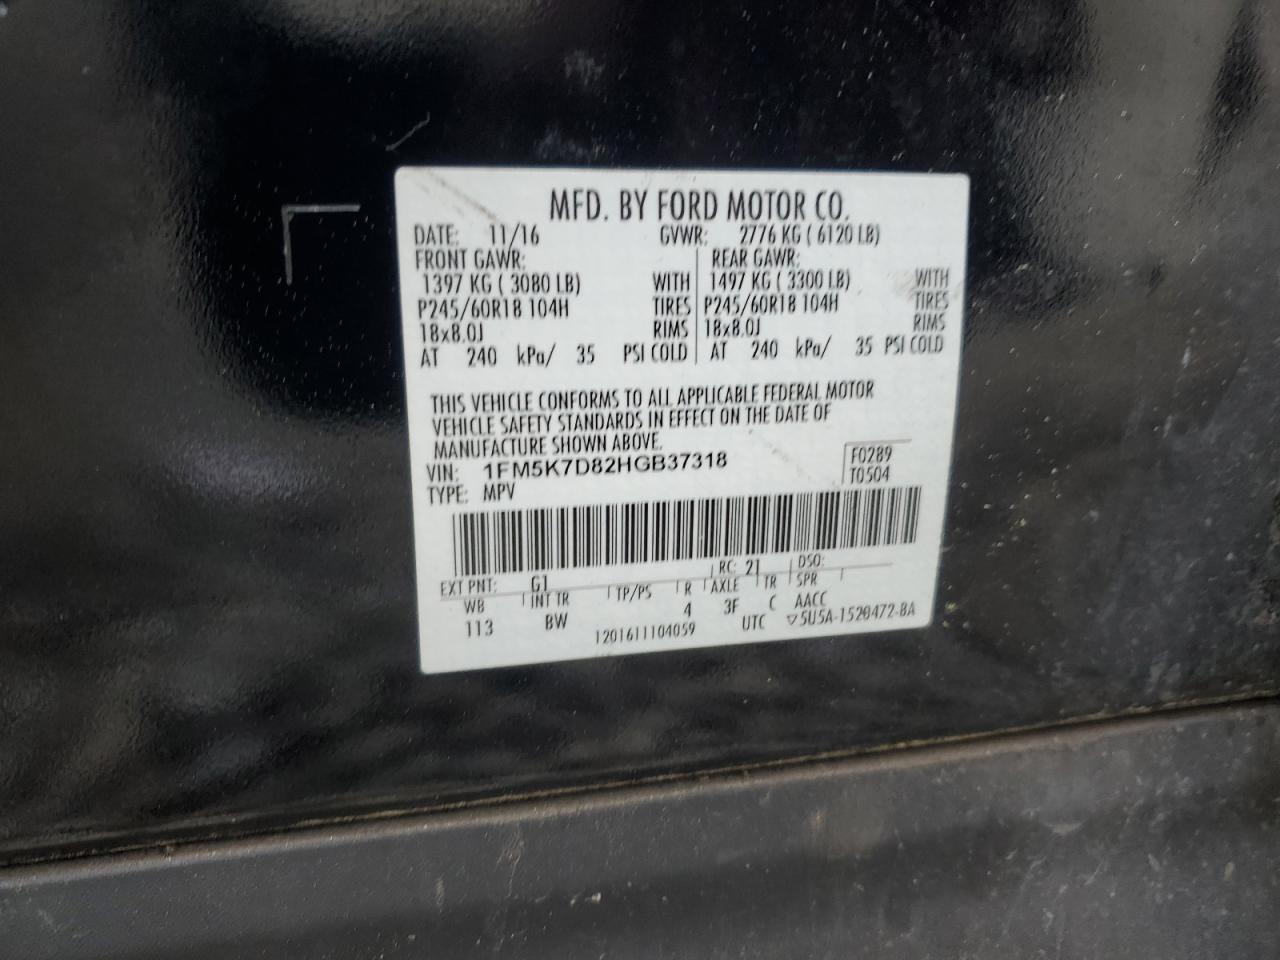 MFD. BY FORD MOTOR CO.
DATE: 11/16 GVWR: 2776 KG ( 6120 LB)
FRONT GAWR: REAR GAWR:
1397 KG ( 3080 LB) WITH 1497 KG ( 3300 LB) WITH
P245/60R18 104H TIRES P245/60R18 104H TIRES
18x8.0J RIMS 18x8.0J RIMS
AT 240 kPa/ 35 PSI COLD AT 240 kPa/ 35 PSI COLD
THIS VEHICLE CONFORMS TO ALL APPLICABLE FEDERAL MOTOR
VEHICLE SAFETY STANDARDS IN EFFECT ON THE DATE OF
MANUFACTURE SHOWN ABOVE.
VIN: 1FM5K7D82HGB37318 F0289
TYPE: MPV T0504
EXT PNT: G1 RC: 21 DSO:
WB INT TR TP/PS R AXLE TR SPR
113 BW 4 3F C AACC
1201611104059 UTC ▽5U5A-1520472-BA